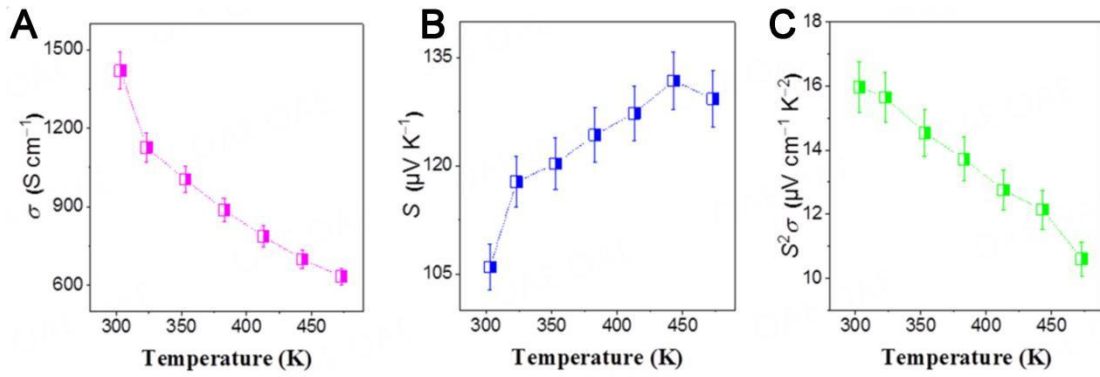 A
σ (S cm⁻¹)
1500
1200
900
600
300 350 400 450
Temperature (K)
B
S (µV K⁻¹)
135
120
105
300 350 400 450
Temperature (K)
C
S²σ (µV cm⁻¹ K⁻²)
18
16
14
12
10
300 350 400 450
Temperature (K)